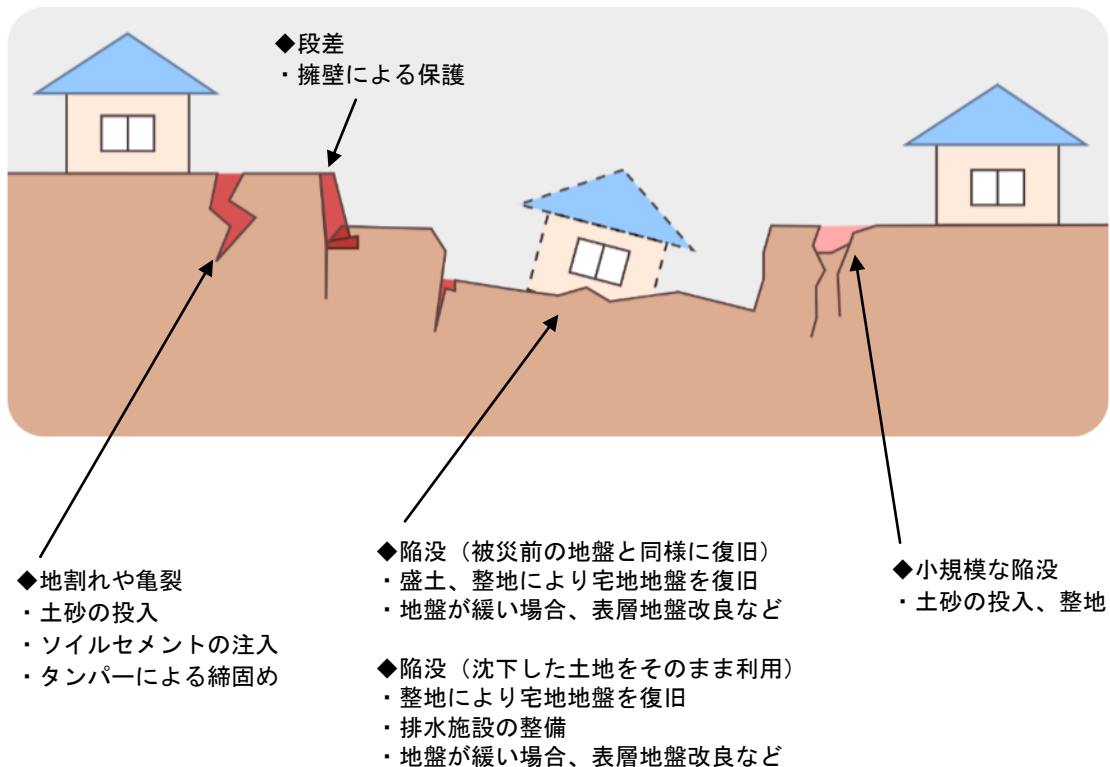 ◆段差
・擁壁による保護
◆地割れや亀裂
・土砂の投入
・ソイルセメントの注入
・タンパーによる締固め
◆陥没（被災前の地盤と同様に復旧）
・盛土、整地により宅地地盤を復旧
・地盤が緩い場合、表層地盤改良など
◆陥没（沈下した土地をそのまま利用）
・整地により宅地地盤を復旧
・排水施設の整備
・地盤が緩い場合、表層地盤改良など
◆小規模な陥没
・土砂の投入、整地